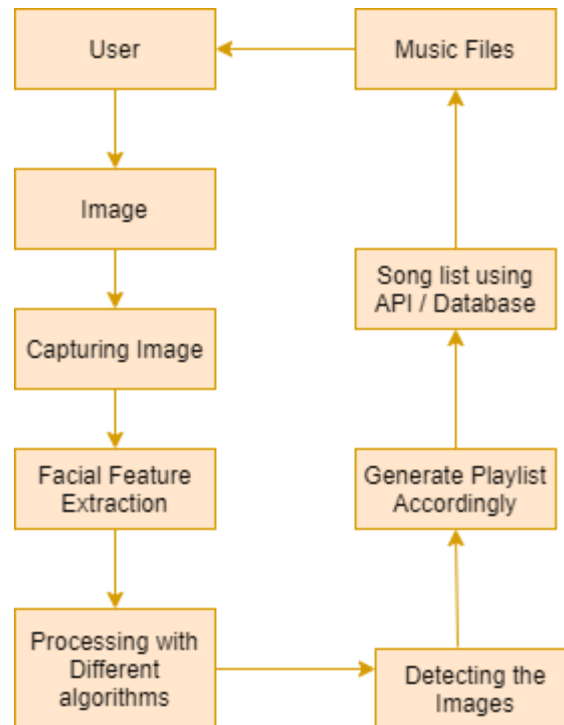 User
Music Files
Image
Song list using
API / Database
Capturing Image
Facial Feature
Extraction
Generate Playlist
Accordingly
Processing with
Different
algorithms
Detecting the
Images